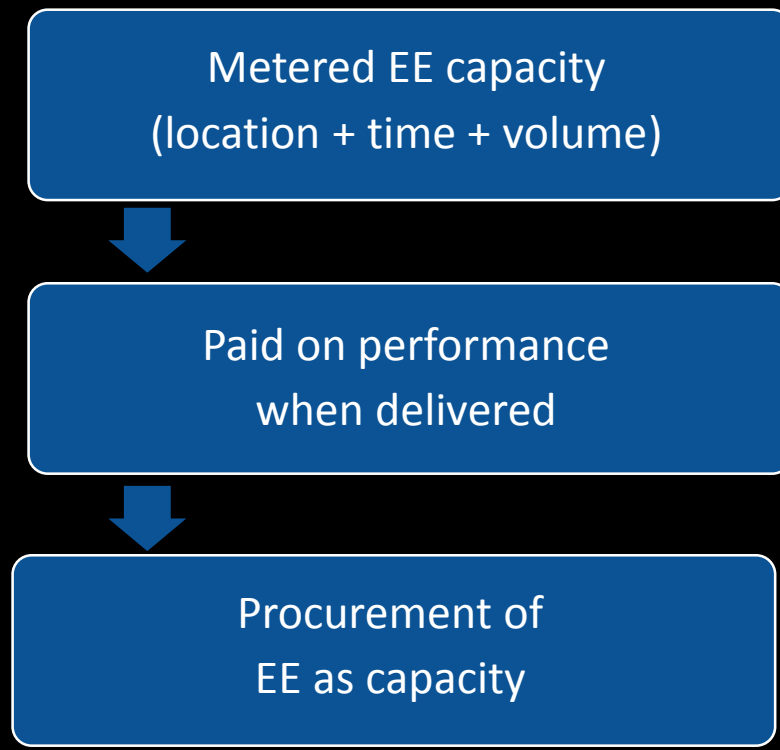 Metered EE capacity
(location + time + volume)
Paid on performance
when delivered
Procurement of
EE as capacity